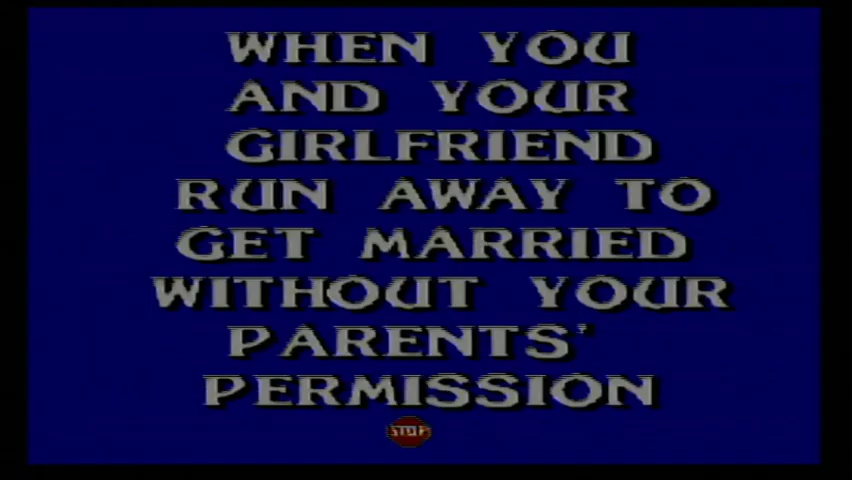 WHEN YOU
AND YOUR
GIRLFRIEND
RUN AWAY TO
GET MARRIED
WITHOUT YOUR
PARENTS'
PERMISSION
STOP